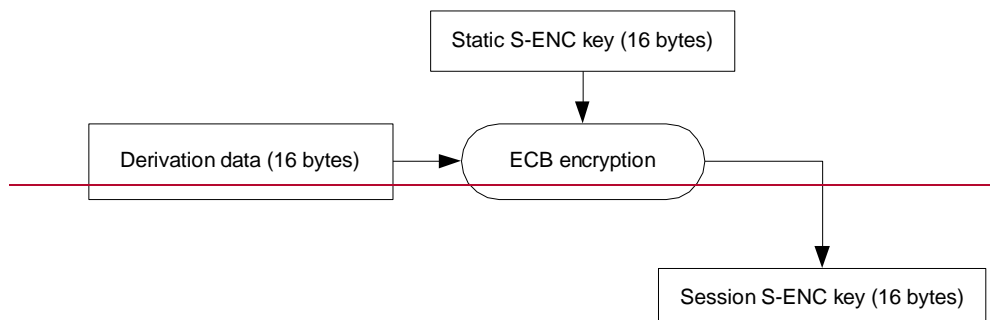 Static S-ENC key (16 bytes)
Derivation data (16 bytes)
ECB encryption
Session S-ENC key (16 bytes)